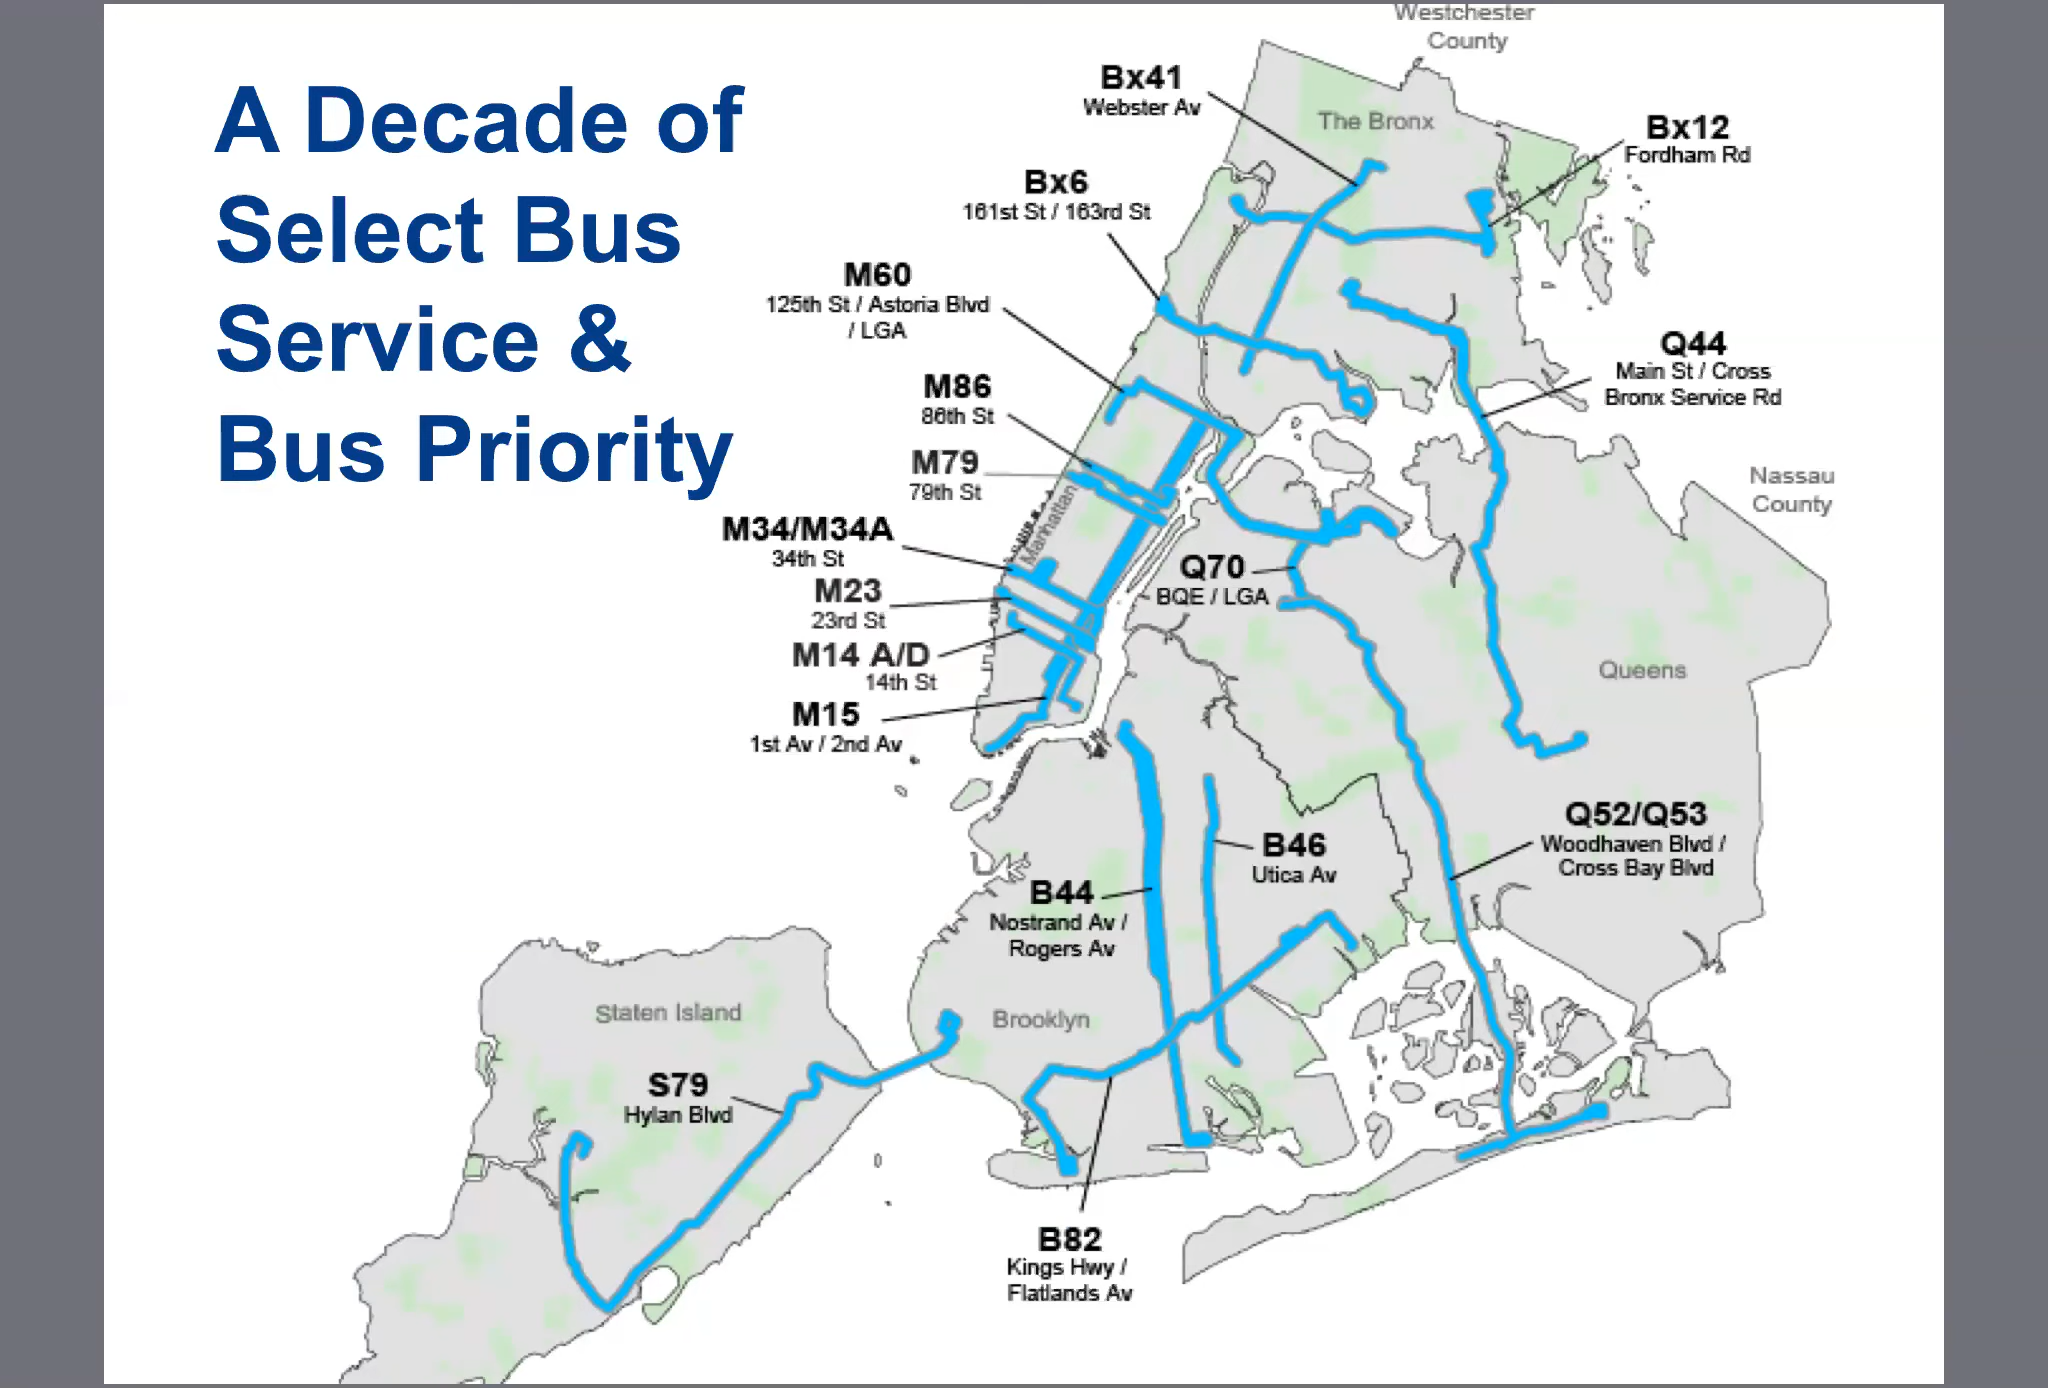 A Decade of
Select Bus
Service &
Bus Priority
Westchester
County
Bx41
Webster Av
The Bronx
Bx12
Fordham Rd
Bx6
161st St / 163rd St
M60
125th St / Astoria Blvd
/ LGA
Q44
Main St / Cross
Bronx Service Rd
M86
86th St
M79
79th St
Nassau
County
Manhattan
M34/M34A
34th St
Q70
BQE / LGA
M23
23rd St
M14 A/D
14th St
Queens
M15
1st Av / 2nd Av
Q52/Q53
Woodhaven Blvd /
Cross Bay Blvd
B46
Utica Av
B44
Nostrand Av /
Rogers Av
Staten Island
Brooklyn
S79
Hylan Blvd
B82
Kings Hwy /
Flatlands Av